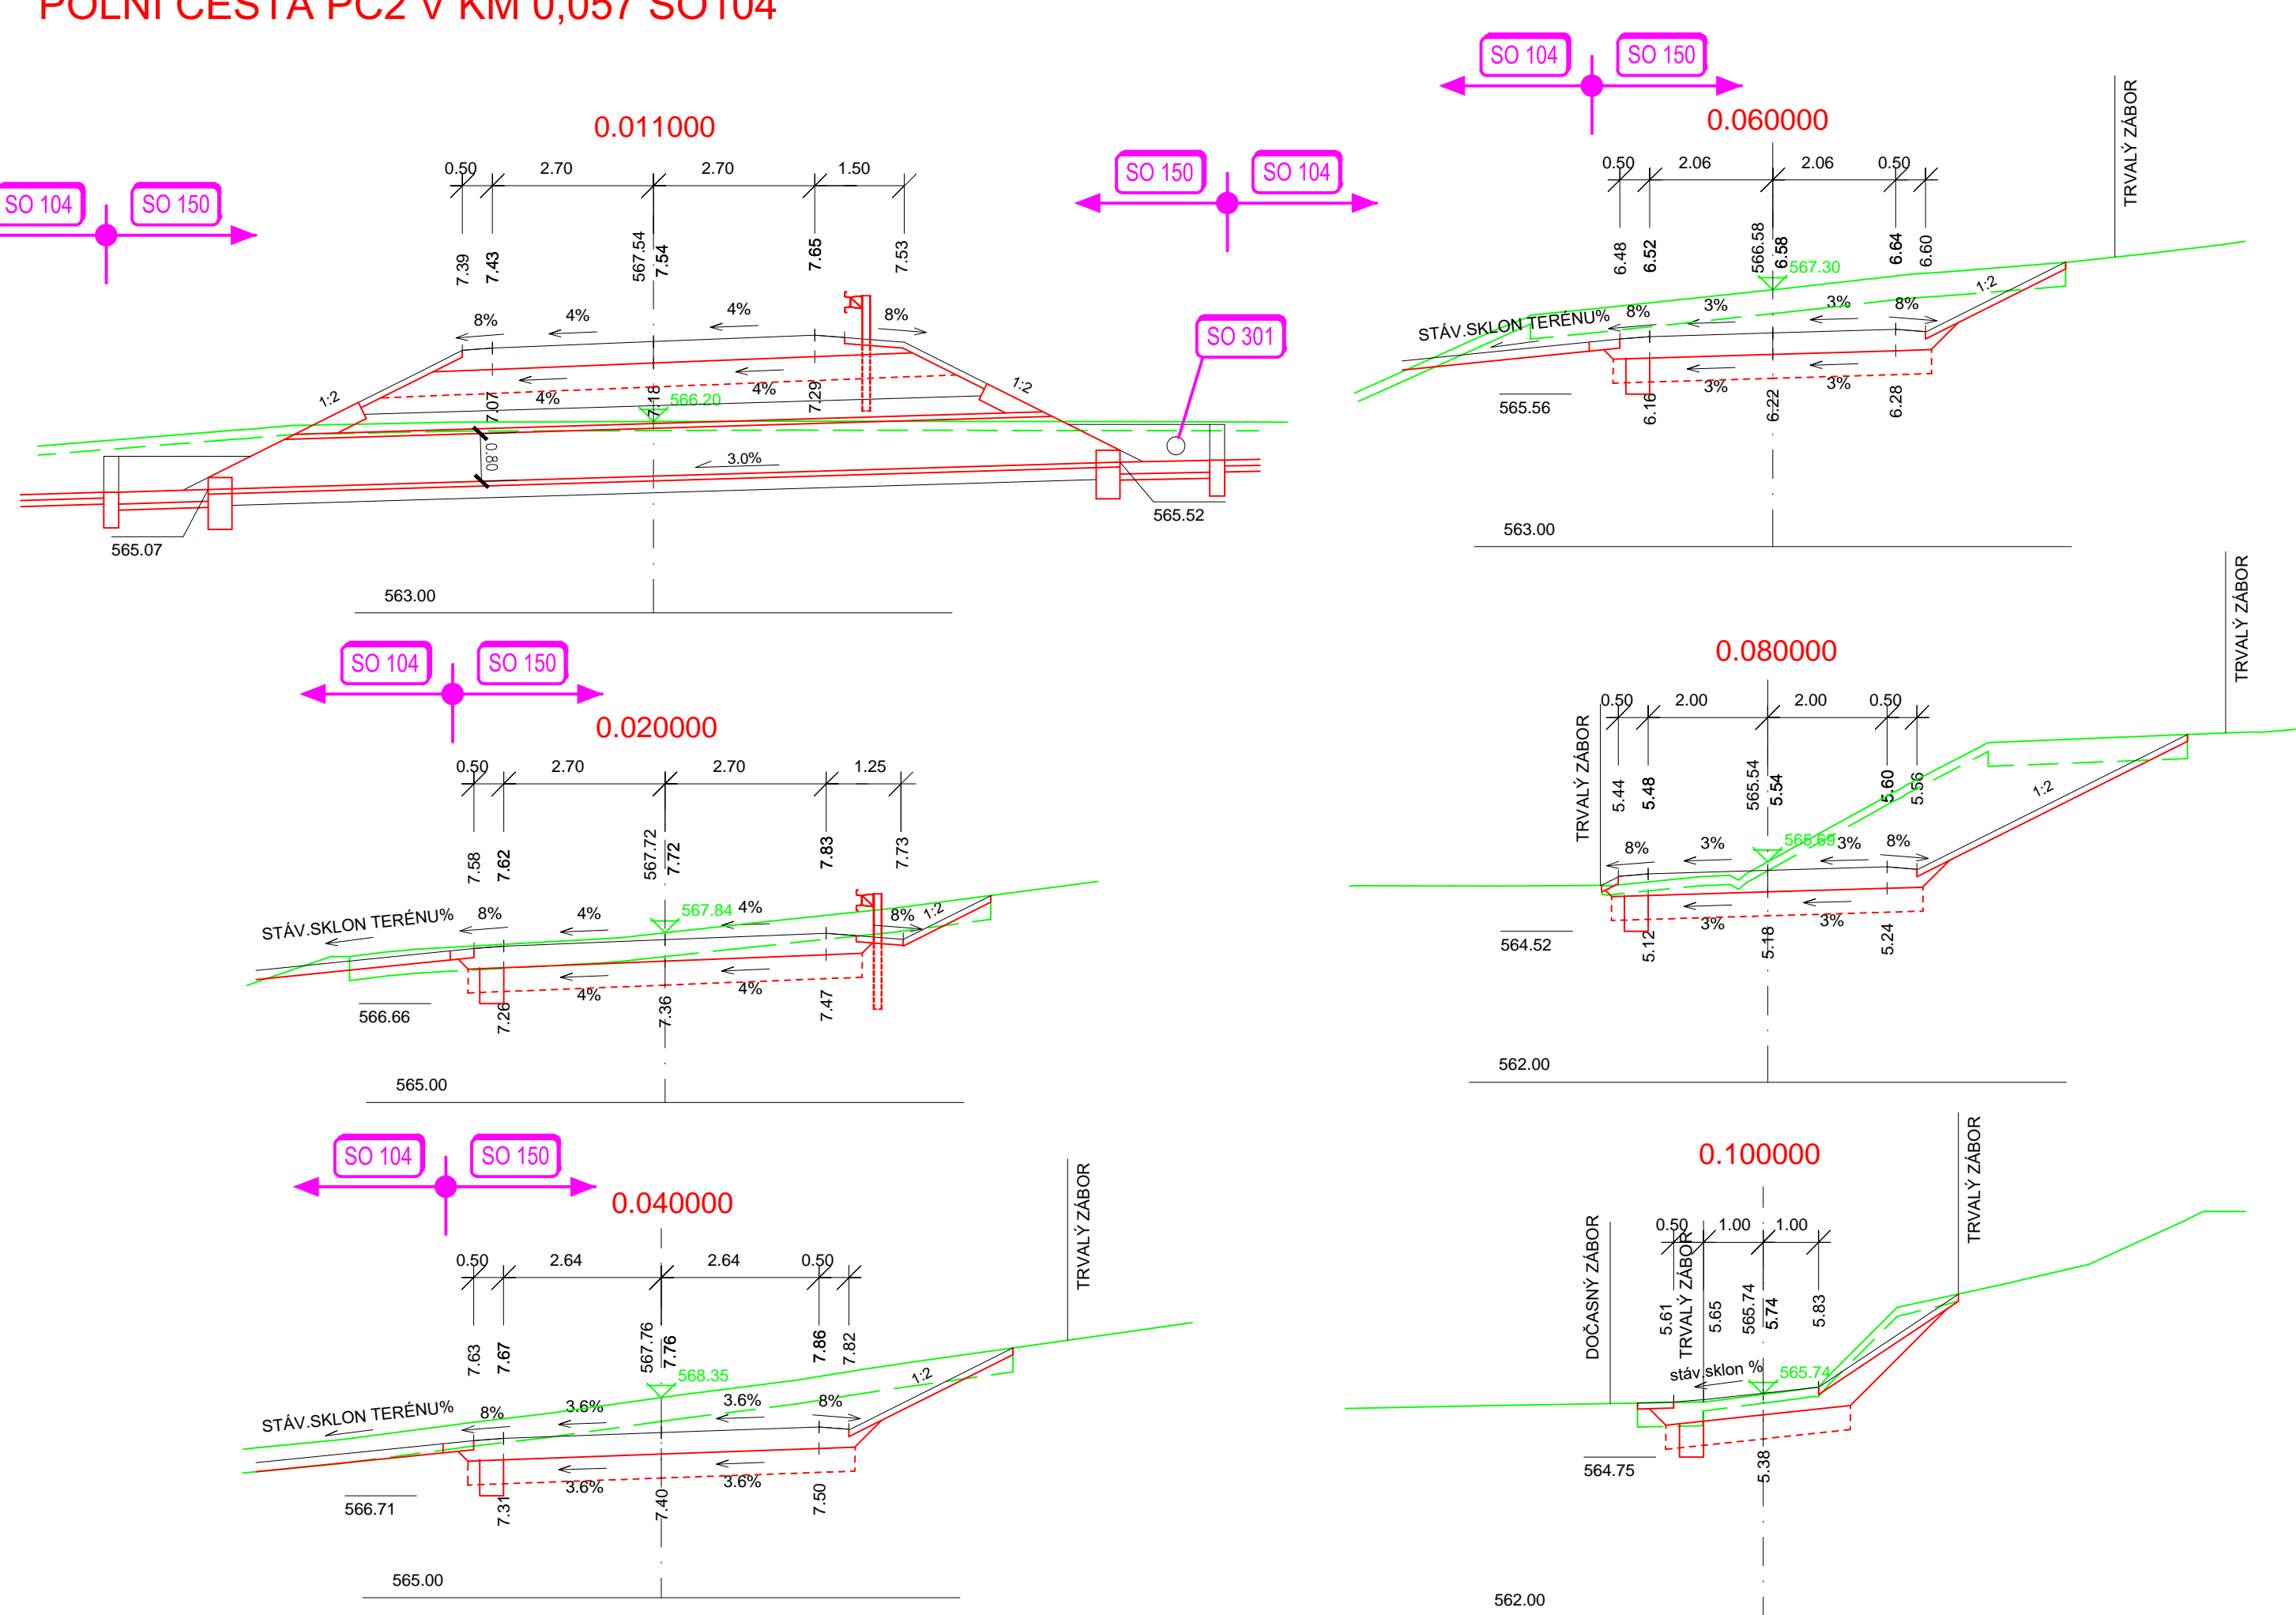 POLNÍ CESTA PC2 V KM 0,057 SO104
SO 104 SO 150
0.011000
0.50 2.70 2.70 1.50
7.39 7.43 567.54 7.54 7.65 7.53
SO 150 SO 104
8% 4% 4% 8%
SO 301
1:2 1:2
4% 4%
7.07 7.18 7.29
566.20
0.80
3.0%
565.07
565.52
563.00
SO 104 SO 150
0.020000
0.50 2.70 2.70 1.25
7.58 7.62 567.72 7.72 7.83 7.73
STÁV.SKLON TERÉNU%
8% 4% 567.84 4% 8% 1:2
4% 4%
566.66
7.26 7.36 7.47
565.00
SO 104 SO 150
0.040000
TRVALÝ ZÁBOR
0.50 2.64 2.64 0.50
7.63 7.67 567.76 7.76 7.86 7.82
568.35
STÁV.SKLON TERÉNU%
8% 3.6% 3.6% 8% 1:2
3.6% 3.6%
566.71
7.31 7.40 7.50
565.00
SO 104 SO 150
0.060000
TRVALÝ ZÁBOR
0.50 2.06 2.06 0.50
6.48 6.52 566.58 6.58 6.64 6.60
567.30
STÁV.SKLON TERÉNU%
8% 3% 3% 8% 1:2
3% 3%
565.56
6.16 6.22 6.28
563.00
0.080000
TRVALÝ ZÁBOR
TRVALÝ ZÁBOR
0.50 2.00 2.00 0.50
5.44 5.48 565.54 5.54 5.60 5.56
8% 3% 565.69 3% 8% 1:2
3% 3%
564.52
5.12 5.18 5.24
562.00
0.100000
DOČASNÝ ZÁBOR
TRVALÝ ZÁBOR
TRVALÝ ZÁBOR
0.50 1.00 1.00
5.61 5.65 565.74 5.74 5.83
stáv.sklon %
565.74
564.75
5.38
562.00